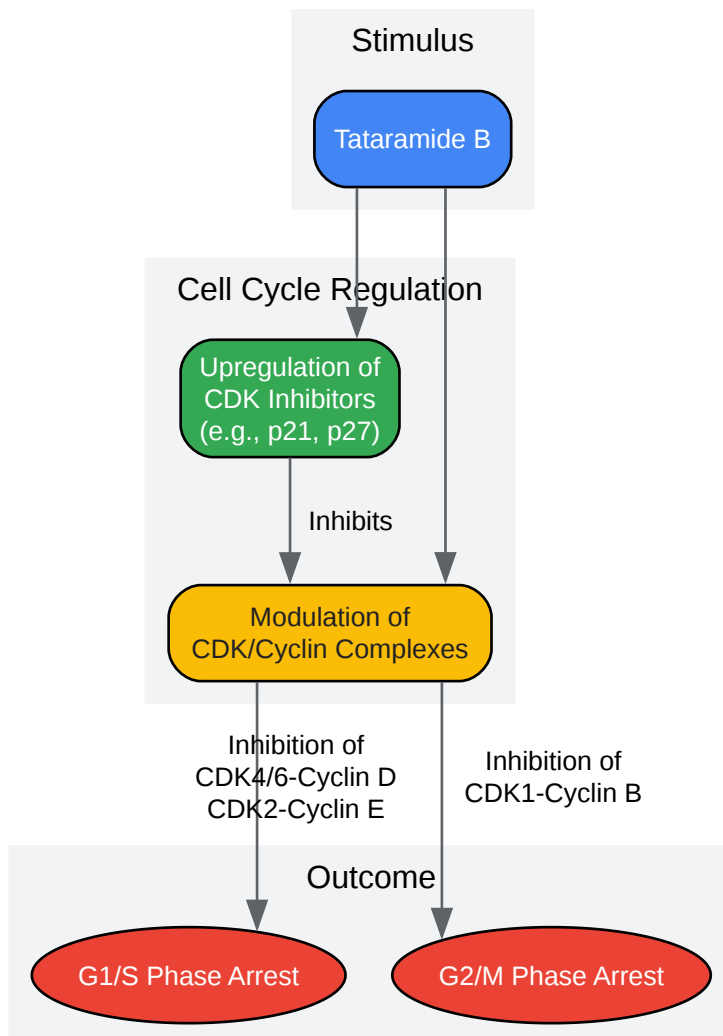 Stimulus
Tataramide B
Cell Cycle Regulation
Upregulation of
CDK Inhibitors
(e.g., p21, p27)
Inhibits
Modulation of
CDK/Cyclin Complexes
Inhibition of
CDK4/6-Cyclin D
CDK2-Cyclin E
Inhibition of
CDK1-Cyclin B
Outcome
G1/S Phase Arrest
G2/M Phase Arrest